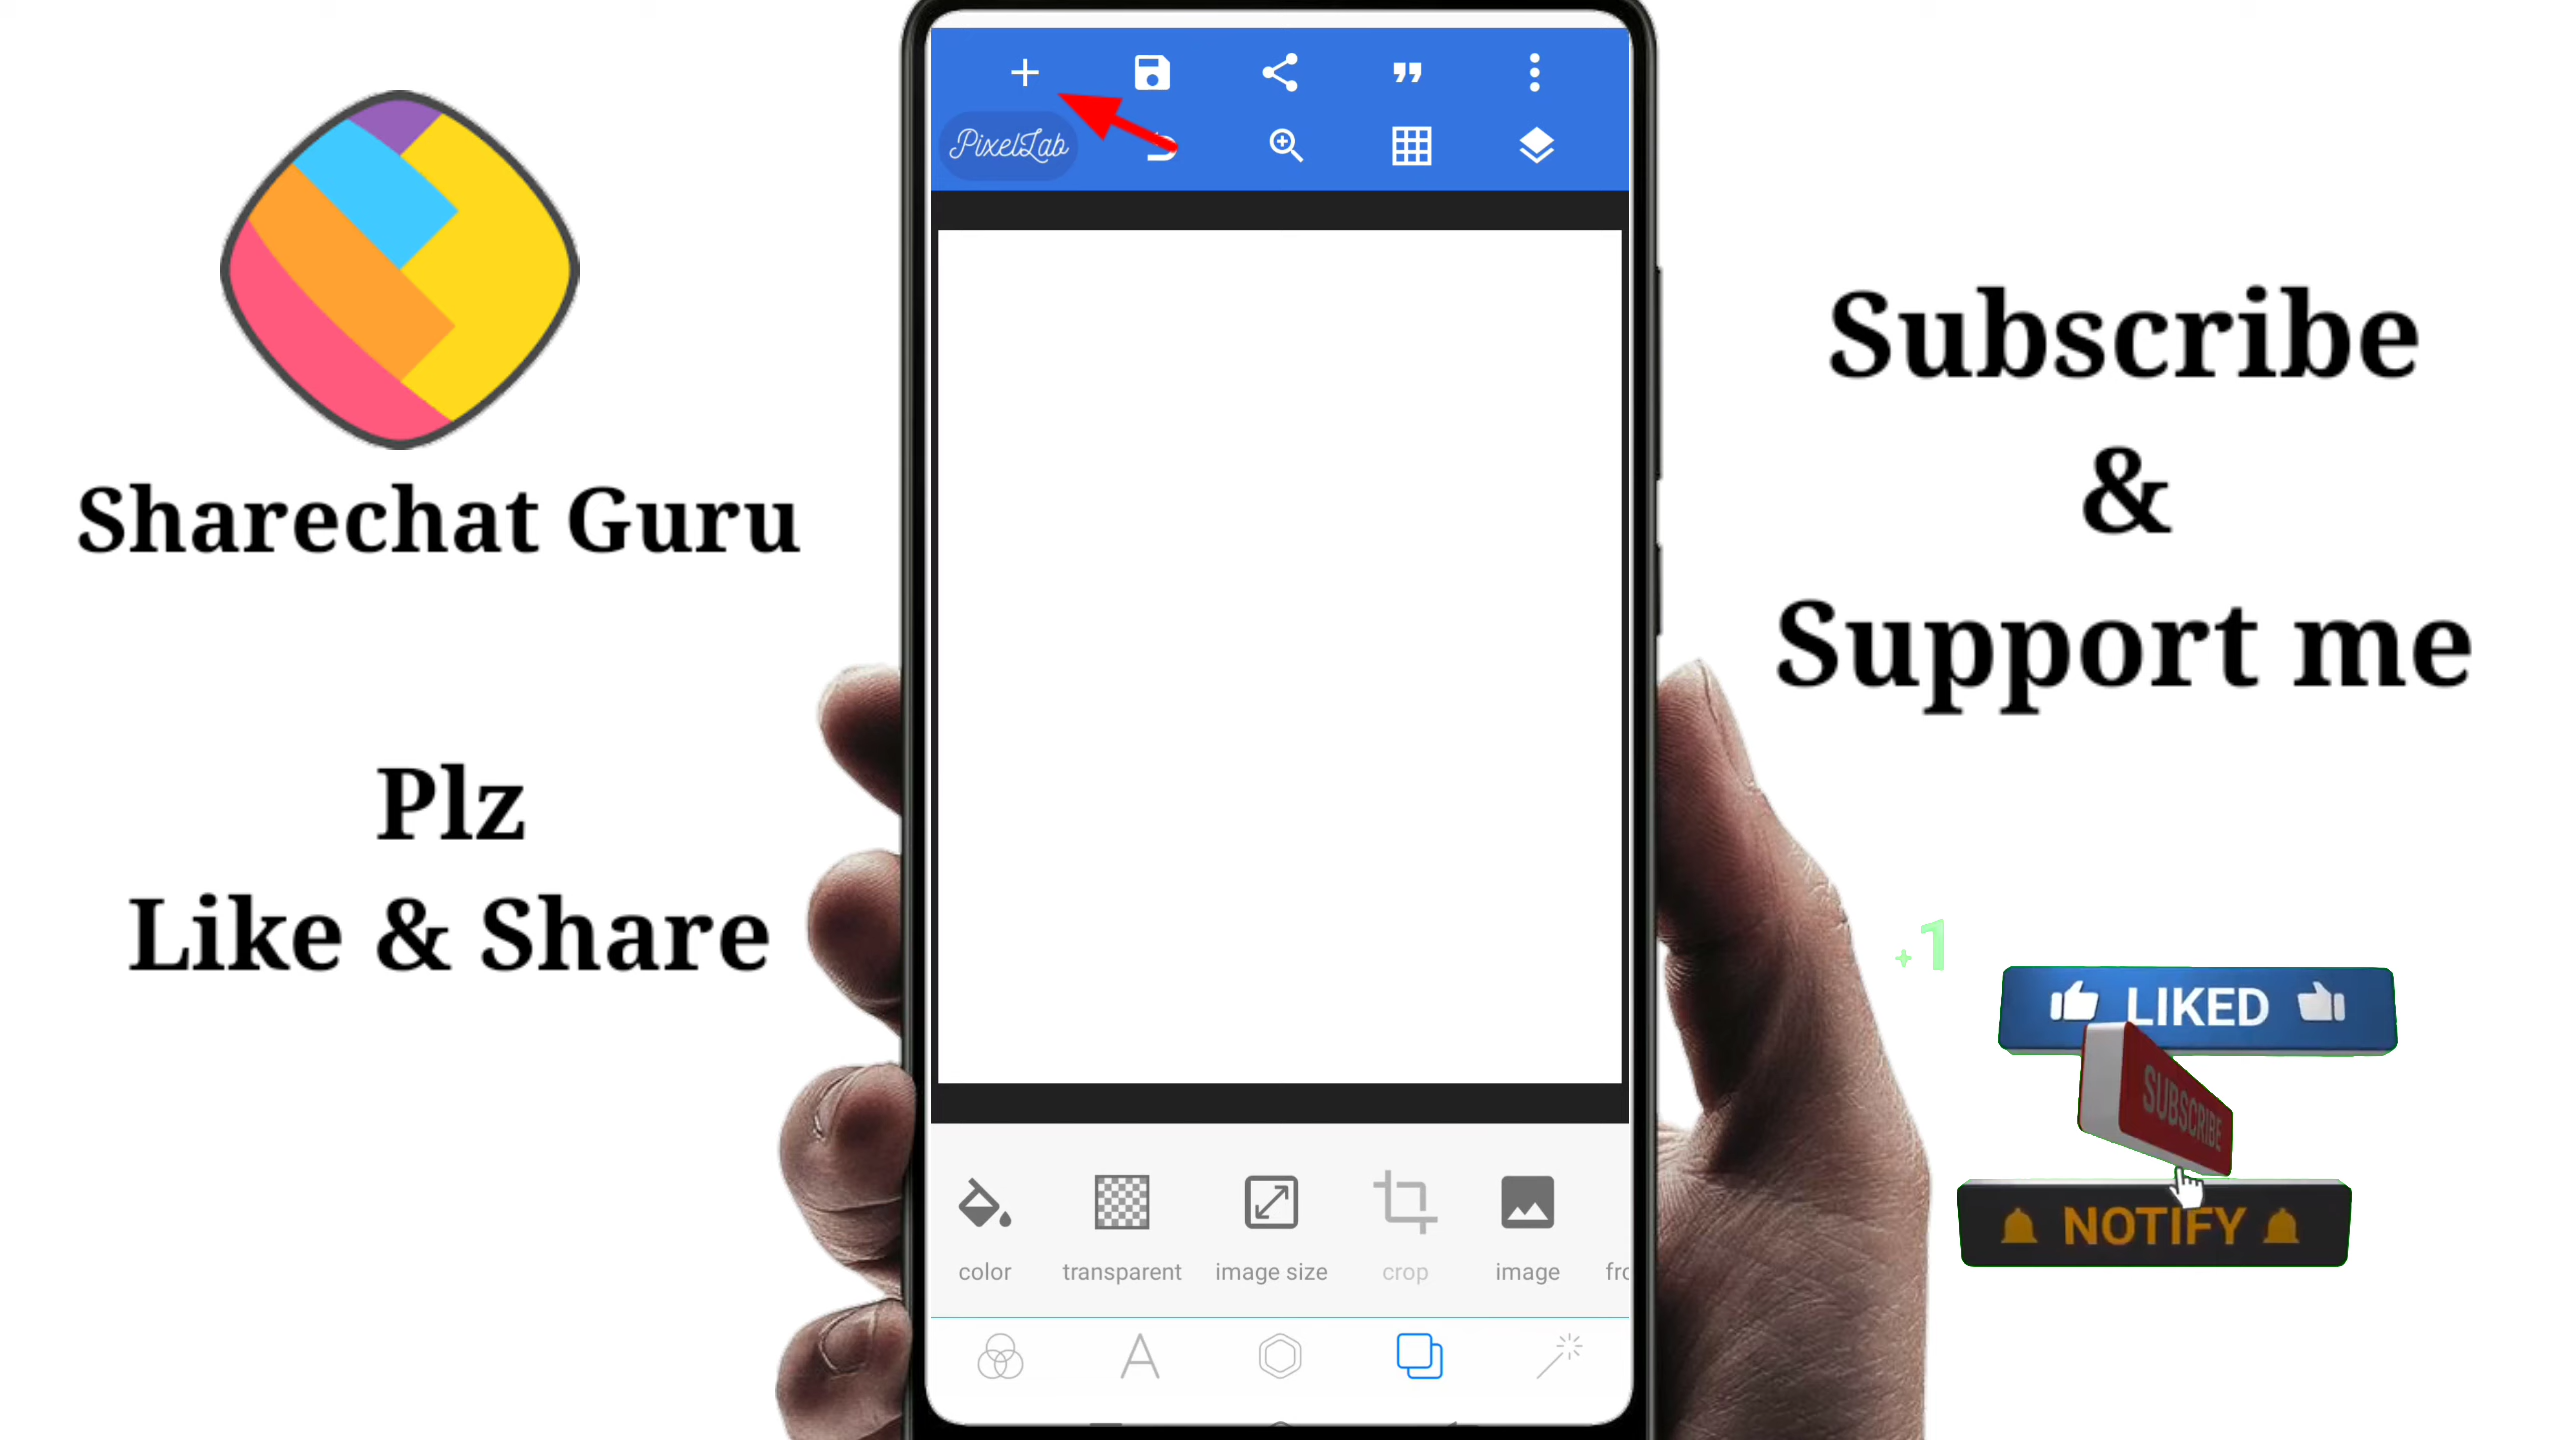 Sharechat Guru
Plz
Like & Share
PixelLab
color
transparent
image size
crop
image
Subscribe
&
Support me
+1
LIKED
SUBSCRIBE
NOTIFY